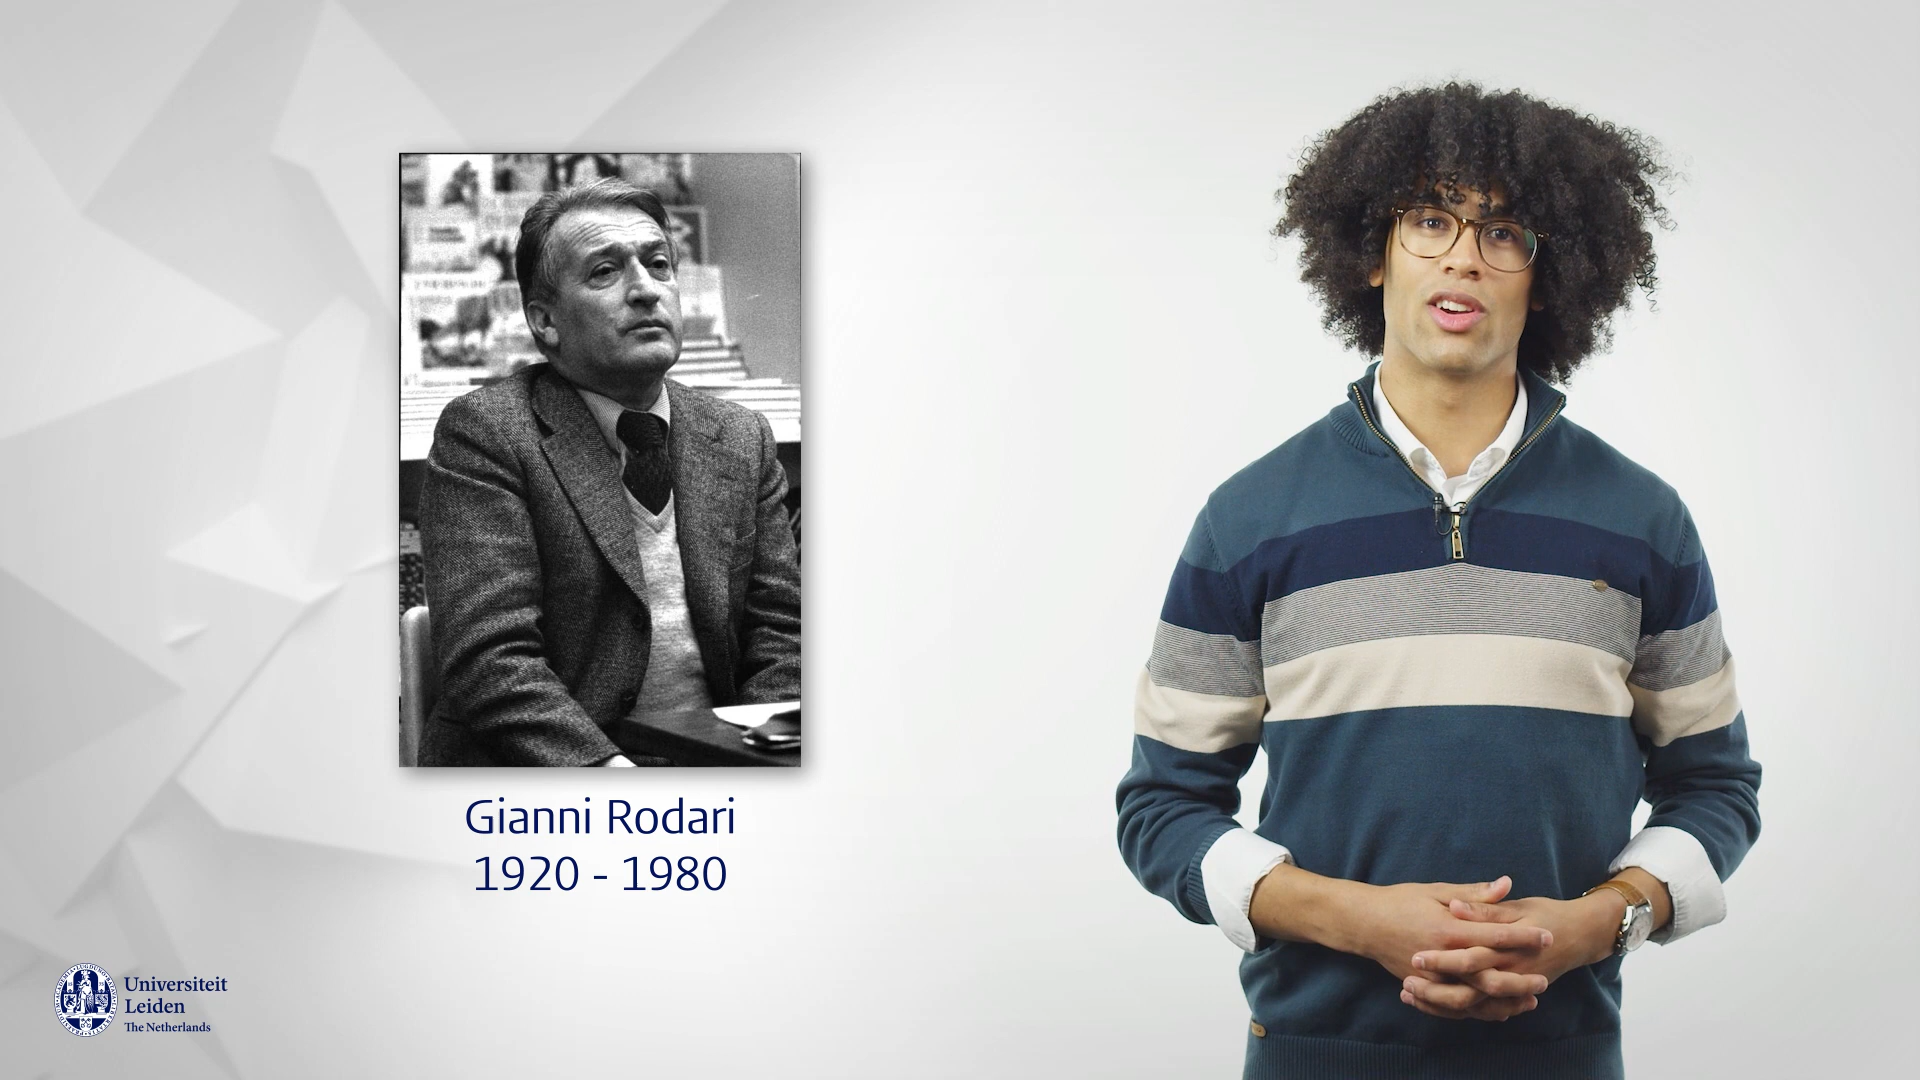 Gianni Rodari
1920 - 1980
Universiteit
Leiden
The Netherlands